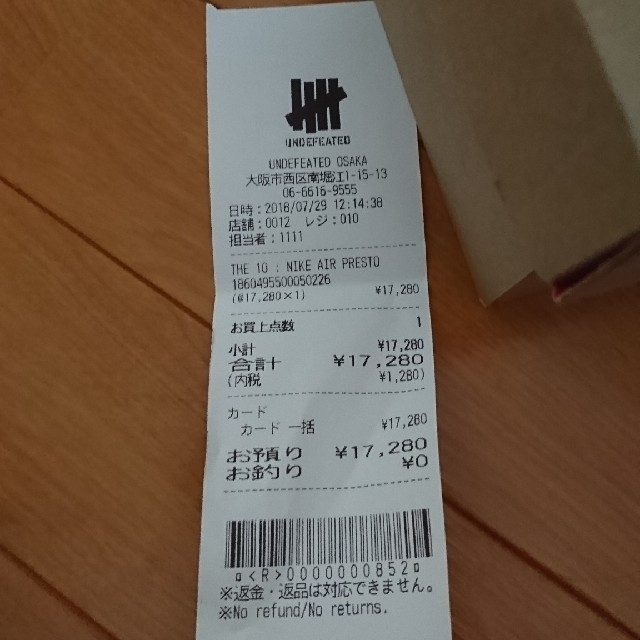 UNDEFEATED
UNDEFEATED OSAKA
大阪市西区南堀江1-15-13
06-6616-9555
日時：2018/07/29 12:14:38
店舗：0012 レジ：010
担当者：1111
THE 10 : NIKE AIR PRESTO
1860495500050226
(@17,280×1) ¥17,280
お買上点数 1
小計 ¥17,280
合計 ¥17,280
(内税 ¥1,280)
カード
カード 一括 ¥17,280
お預り ¥17,280
お釣り ¥0
¤<R>0000000852¤
※返金・返品は対応できません。
※No refund/No returns.